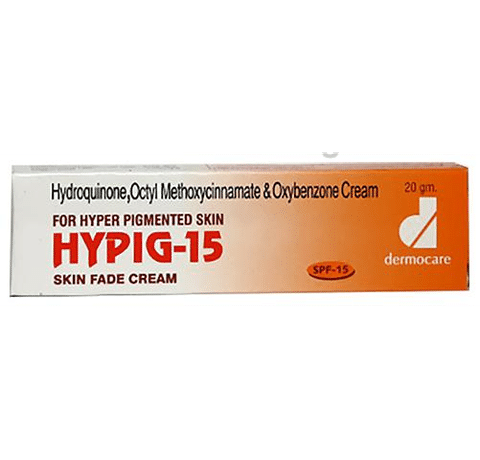 Hydroquinone,Octyl Methoxycinnamate & Oxybenzone Cream
20 gm.
FOR HYPER PIGMENTED SKIN
HYPIG-15
SKIN FADE CREAM
SPF-15
dermocare